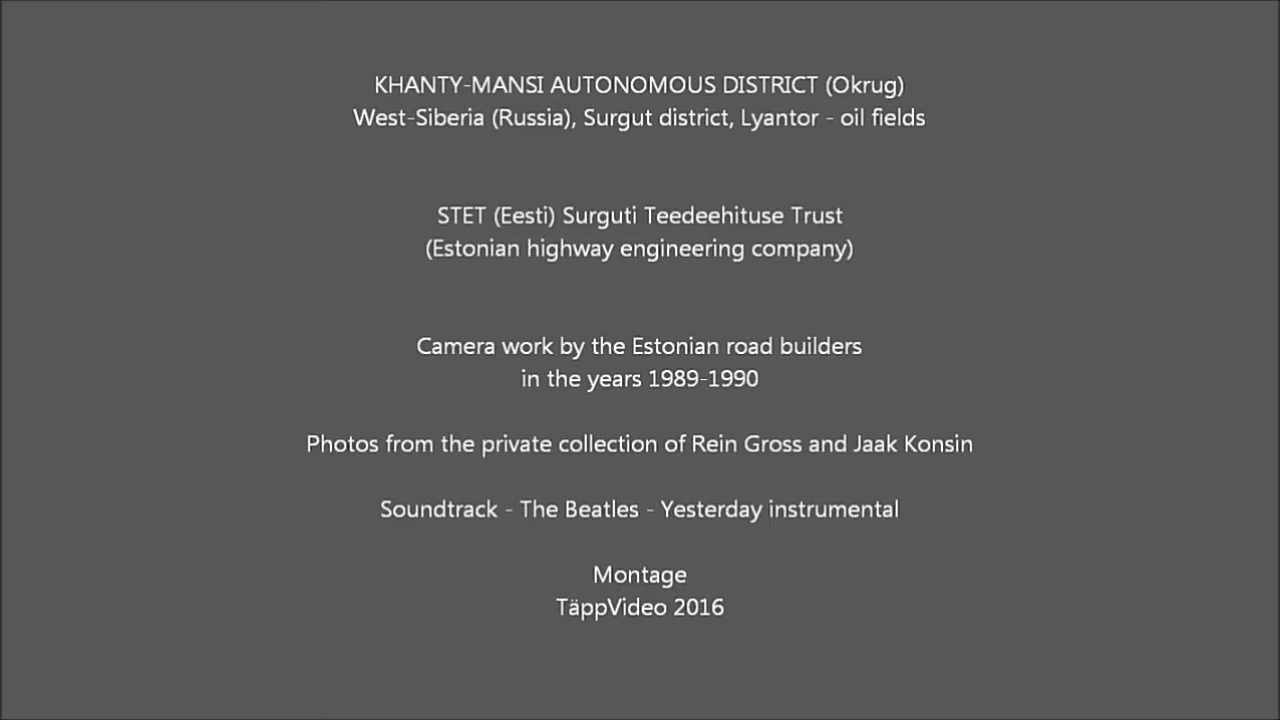 KHANTY-MANSI AUTONOMOUS DISTRICT (Okrug)
West-Siberia (Russia), Surgut district, Lyantor - oil fields
STET (Eesti) Surguti Teedeehituse Trust
(Estonian highway engineering company)
Camera work by the Estonian road builders
in the years 1989-1990
Photos from the private collection of Rein Gross and Jaak Konsin
Soundtrack - The Beatles - Yesterday instrumental
Montage
TäppVideo 2016